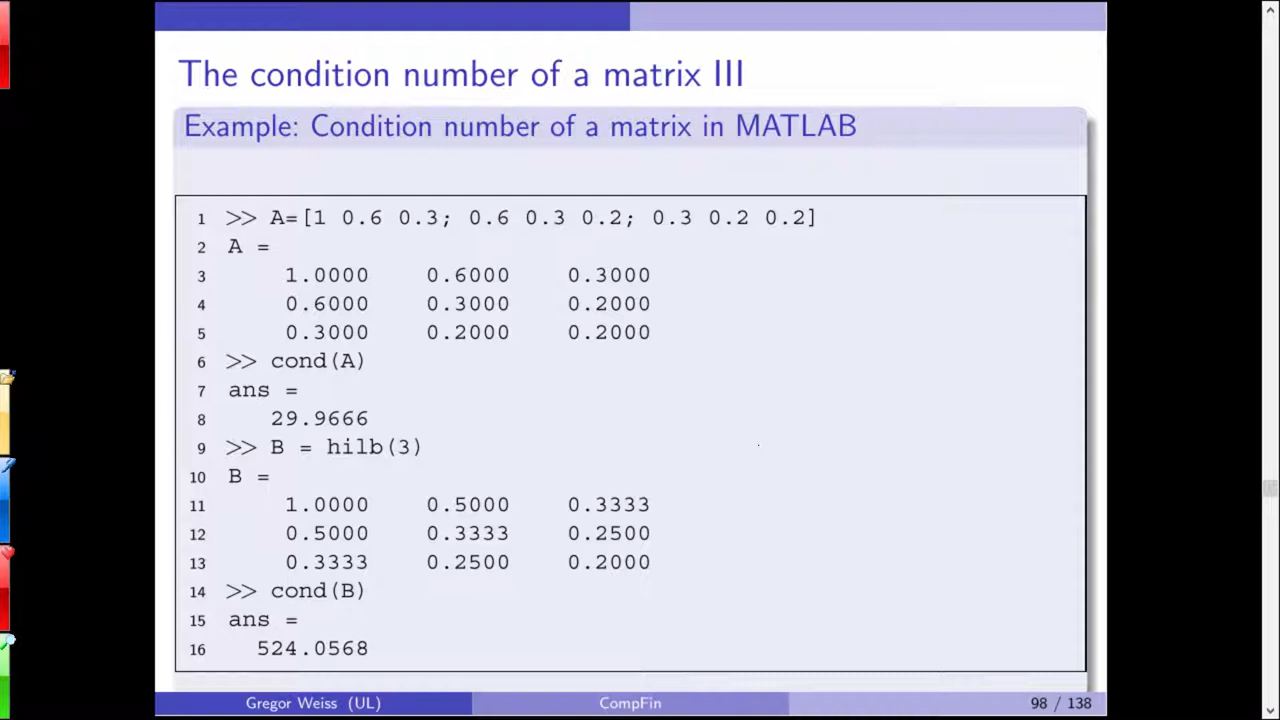 The condition number of a matrix III
Example: Condition number of a matrix in MATLAB
1 >> A=[1 0.6 0.3; 0.6 0.3 0.2; 0.3 0.2 0.2]
2 A =
3 1.0000 0.6000 0.3000
4 0.6000 0.3000 0.2000
5 0.3000 0.2000 0.2000
6 >> cond(A)
7 ans =
8 29.9666
9 >> B = hilb(3)
10 B =
11 1.0000 0.5000 0.3333
12 0.5000 0.3333 0.2500
13 0.3333 0.2500 0.2000
14 >> cond(B)
15 ans =
16 524.0568
Gregor Weiss (UL) CompFin 98 / 138